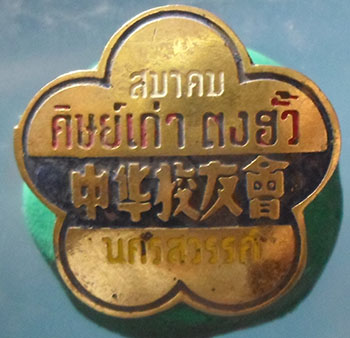 สมาคม
ศิษย์เก่า ตงฮั้ว
中华校友會
นครสวรรค์